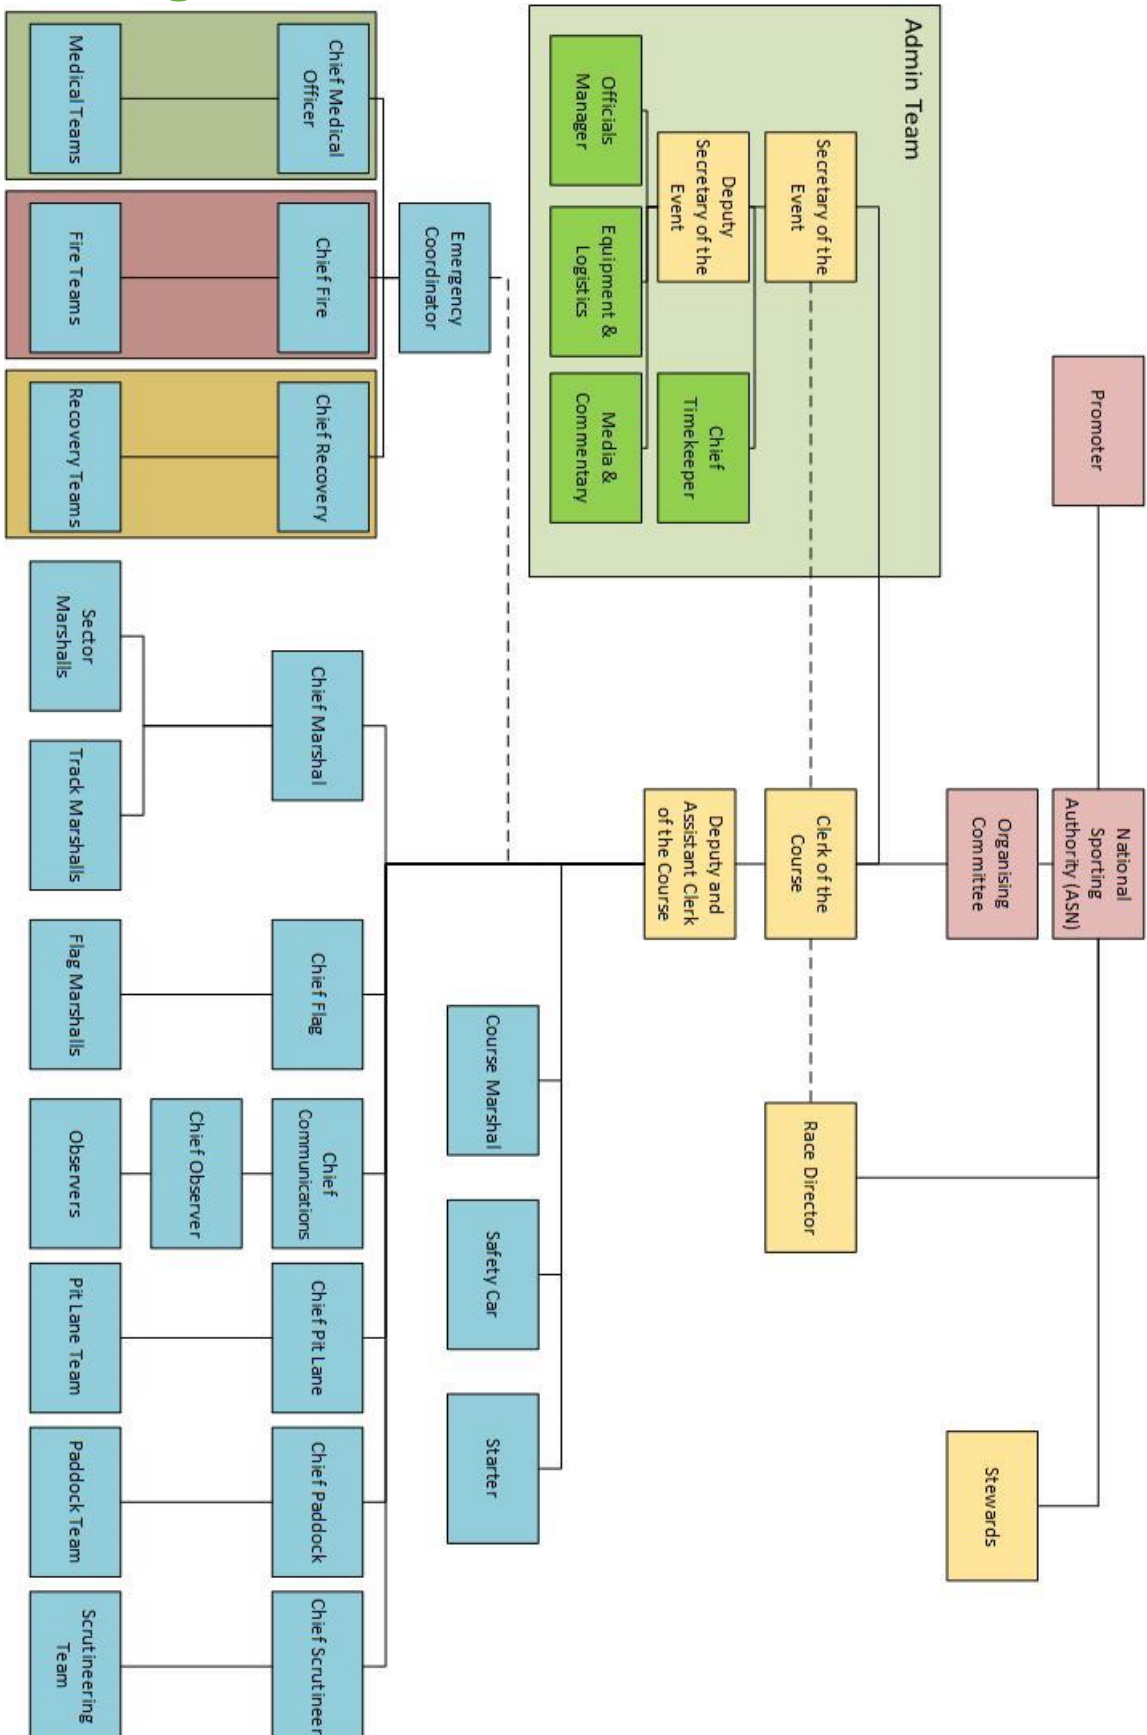 Promoter
National
Sporting
Authority (ASN)
Organising
Committee
Stewards
Admin Team
Secretary of the
Event
Clerk of the
Course
Race Director
Deputy
Secretary of the
Event
Chief
Timekeeper
Deputy and
Assistant Clerk
of the Course
Officials
Manager
Equipment &
Logistics
Media &
Commentary
Emergency
Coordinator
Course Marshal
Safety Car
Starter
Chief Medical
Officer
Chief Fire
Chief Recovery
Chief Marshal
Chief Flag
Chief
Communications
Chief Pit Lane
Chief Paddock
Chief Scrutineer
Chief Observer
Medical Teams
Fire Teams
Recovery Teams
Sector
Marshalls
Track Marshalls
Flag Marshalls
Observers
Pit Lane Team
Paddock Team
Scrutineering
Team